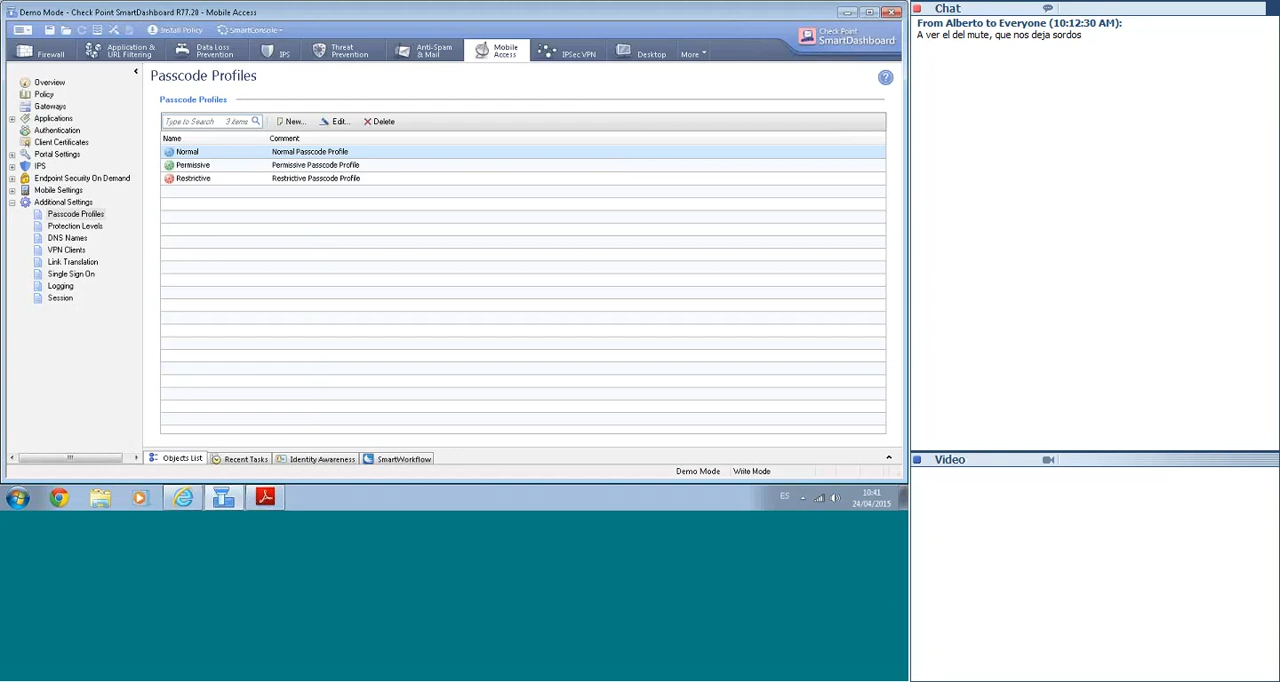 Demo Mode - Check Point SmartDashboard R77.20 - Mobile Access
Install Policy
SmartConsole
Firewall
Application & URL Filtering
Data Loss Prevention
IPS
Threat Prevention
Anti-Spam & Mail
Mobile Access
IPSec VPN
Desktop
More
Check Point
SmartDashboard
Overview
Policy
Gateways
Applications
Authentication
Client Certificates
Portal Settings
IPS
Endpoint Security On Demand
Mobile Settings
Additional Settings
Passcode Profiles
Protection Levels
DNS Names
VPN Clients
Link Translation
Single Sign On
Logging
Session
Passcode Profiles
Passcode Profiles
Type to Search 3 items
New...
Edit...
Delete
Name Comment
Normal Normal Passcode Profile
Permissive Permissive Passcode Profile
Restrictive Restrictive Passcode Profile
Objects List
Recent Tasks
Identity Awareness
SmartWorkflow
Demo Mode
Write Mode
ES
10:41
24/04/2015
Chat
From Alberto to Everyone (10:12:30 AM):
A ver el del mute, que nos deja sordos
Video